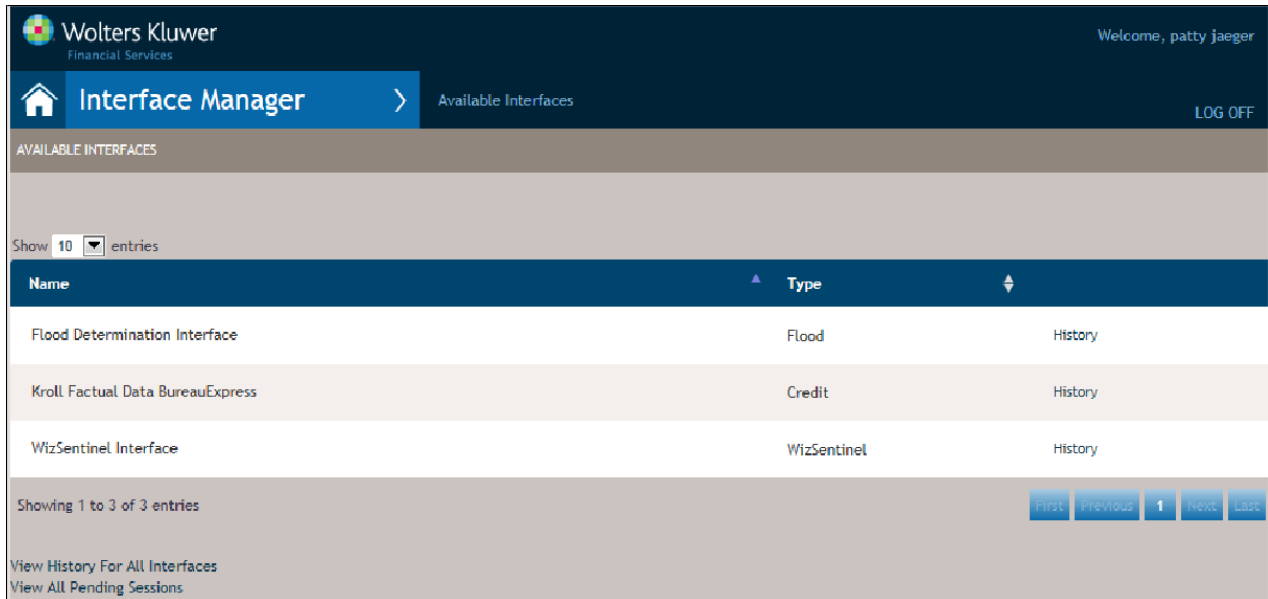 Wolters Kluwer
Financial Services
Welcome, patty jaeger
Interface Manager
Available Interfaces
LOG OFF
AVAILABLE INTERFACES
Show 10 entries
Name Type
Flood Determination Interface Flood History
Kroll Factual Data BureauExpress Credit History
WizSentinel Interface WizSentinel History
Showing 1 to 3 of 3 entries First Previous 1 Next Last
View History For All Interfaces
View All Pending Sessions